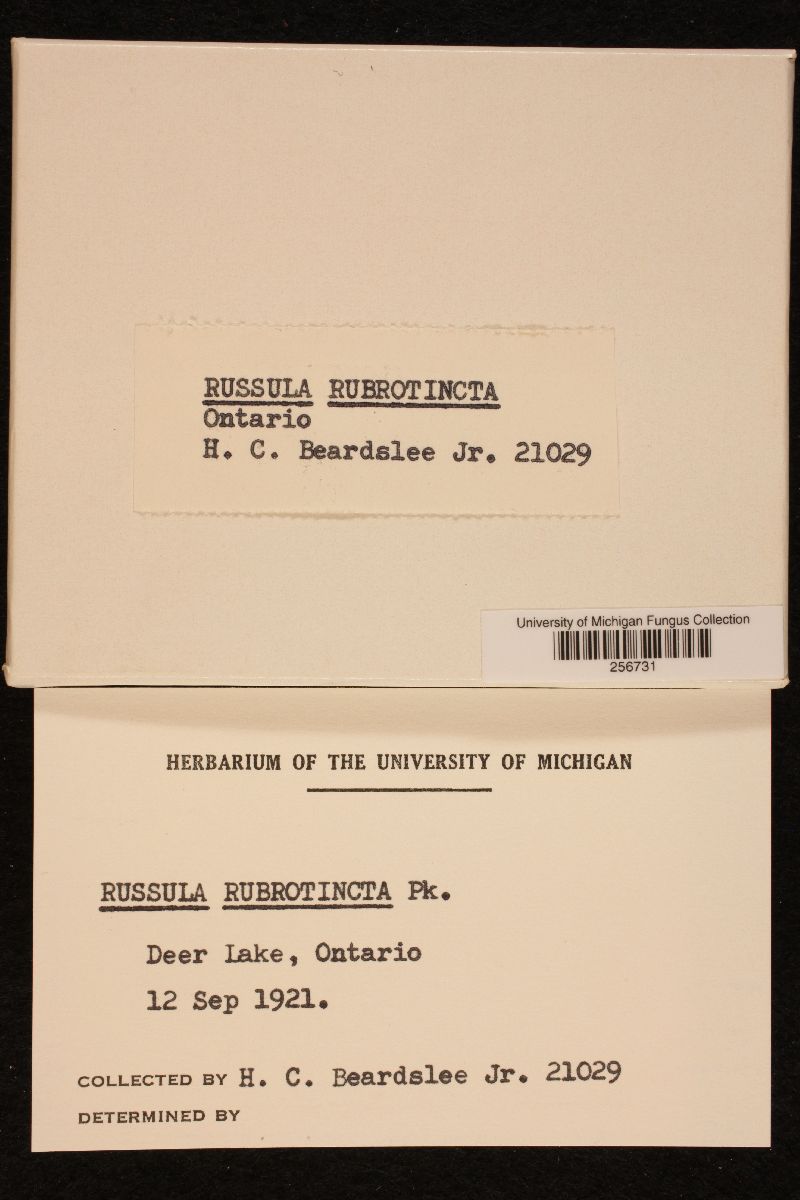 RUSSULA RUBROTINCTA
Ontario
H. C. Beardslee Jr. 21029
University of Michigan Fungus Collection
256731
HERBARIUM OF THE UNIVERSITY OF MICHIGAN
RUSSULA RUBROTINCTA Pk.
Deer Lake, Ontario
12 Sep 1921.
COLLECTED BY H. C. Beardslee Jr. 21029
DETERMINED BY